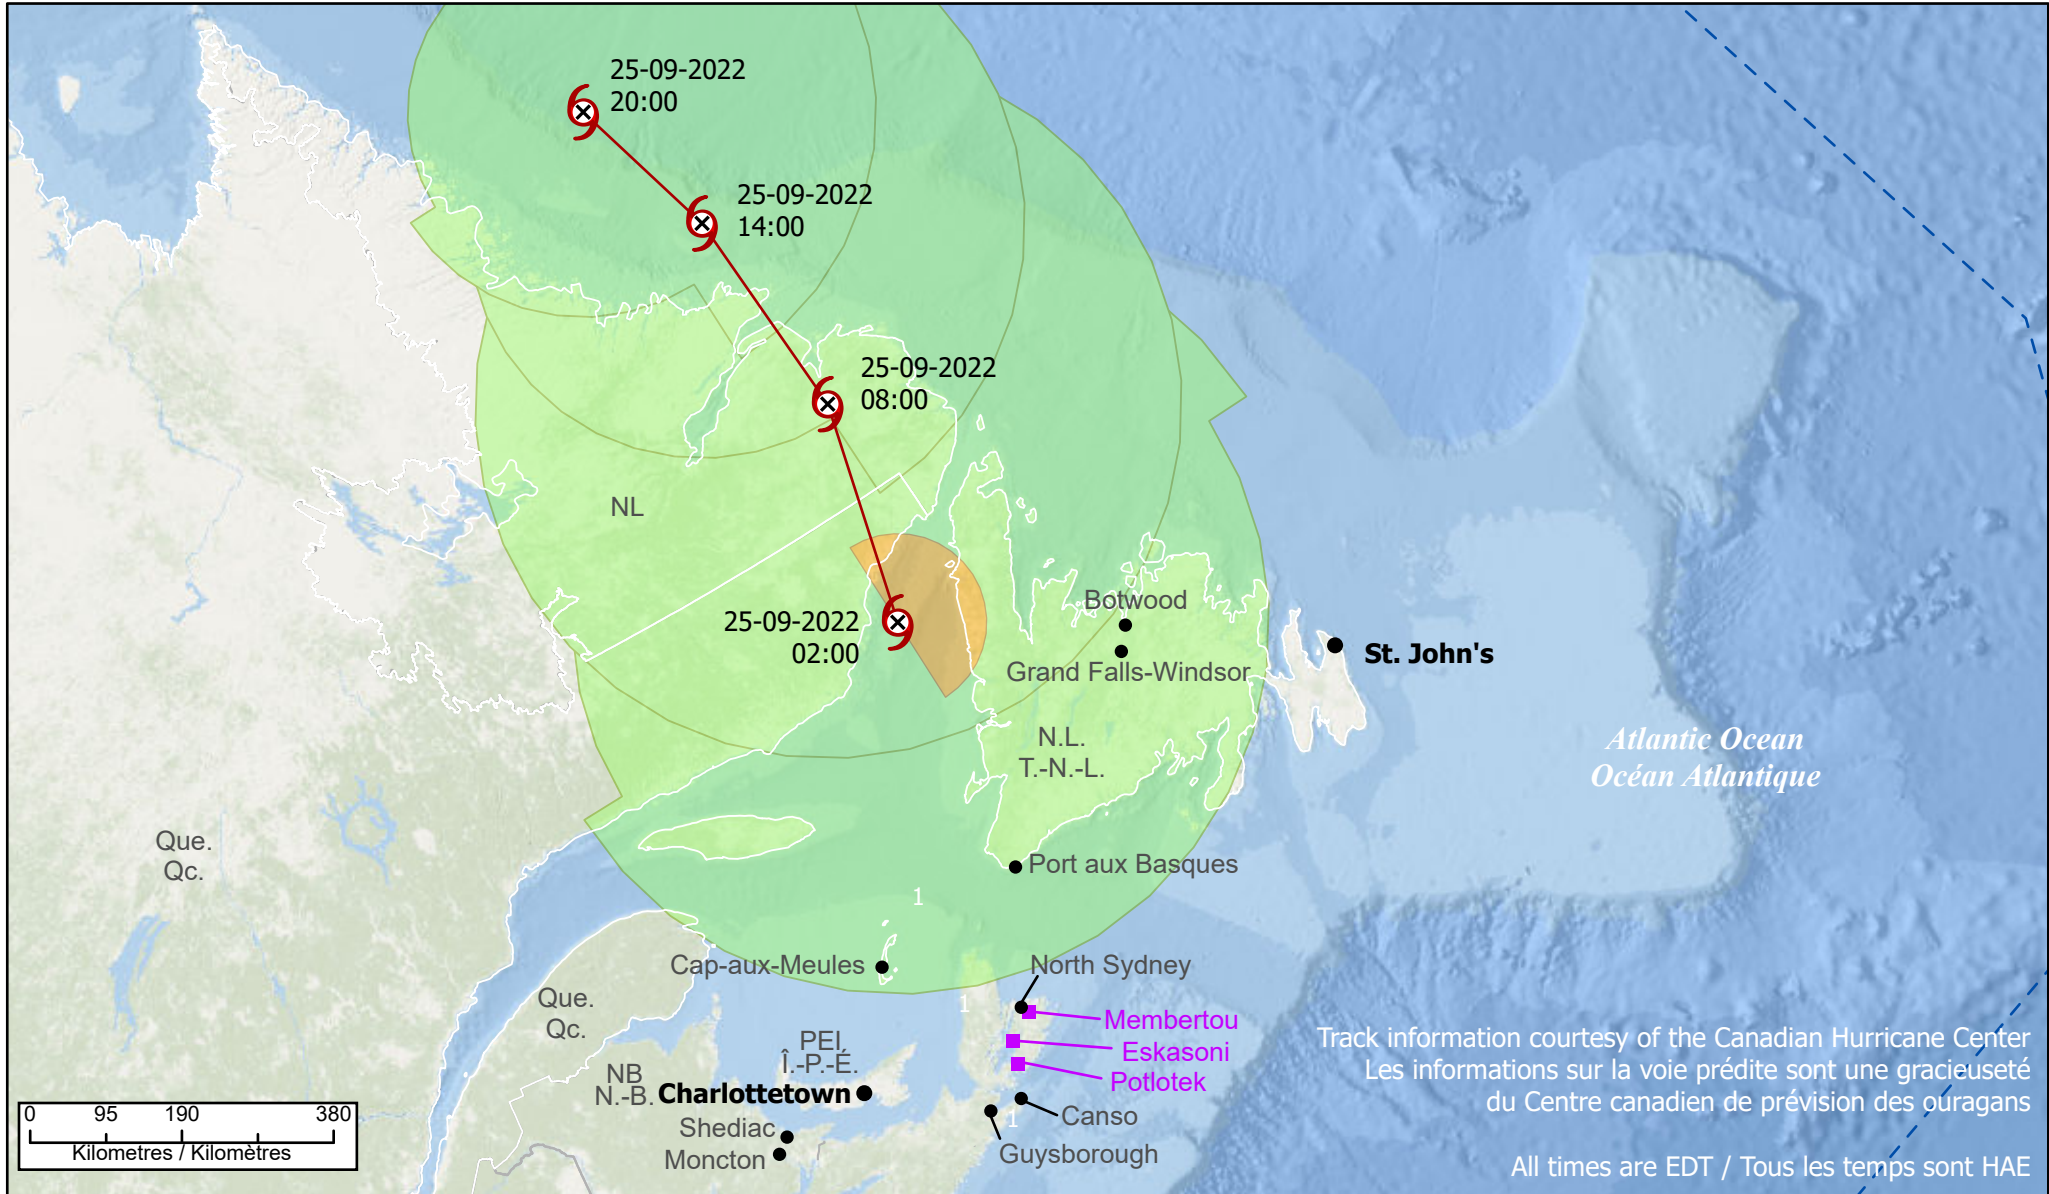 25-09-2022
20:00
25-09-2022
14:00
25-09-2022
08:00
NL
25-09-2022
02:00
Botwood
Grand Falls-Windsor
St. John's
N.L.
T.-N.-L.
Atlantic Ocean
Océan Atlantique
Que.
Qc.
Port aux Basques
1
Cap-aux-Meules
North Sydney
1
Que.
Qc.
Membertou
Eskasoni
Potlotek
PEI
Î.-P.-É.
NB
N.-B.
Charlottetown
Canso
1
Shediac
Moncton
Guysborough
0 95 190 380
Kilometres / Kilomètres
Track information courtesy of the Canadian Hurricane Center
Les informations sur la voie prédite sont une gracieuseté
du Centre canadien de prévision des ouragans
All times are EDT / Tous les temps sont HAE